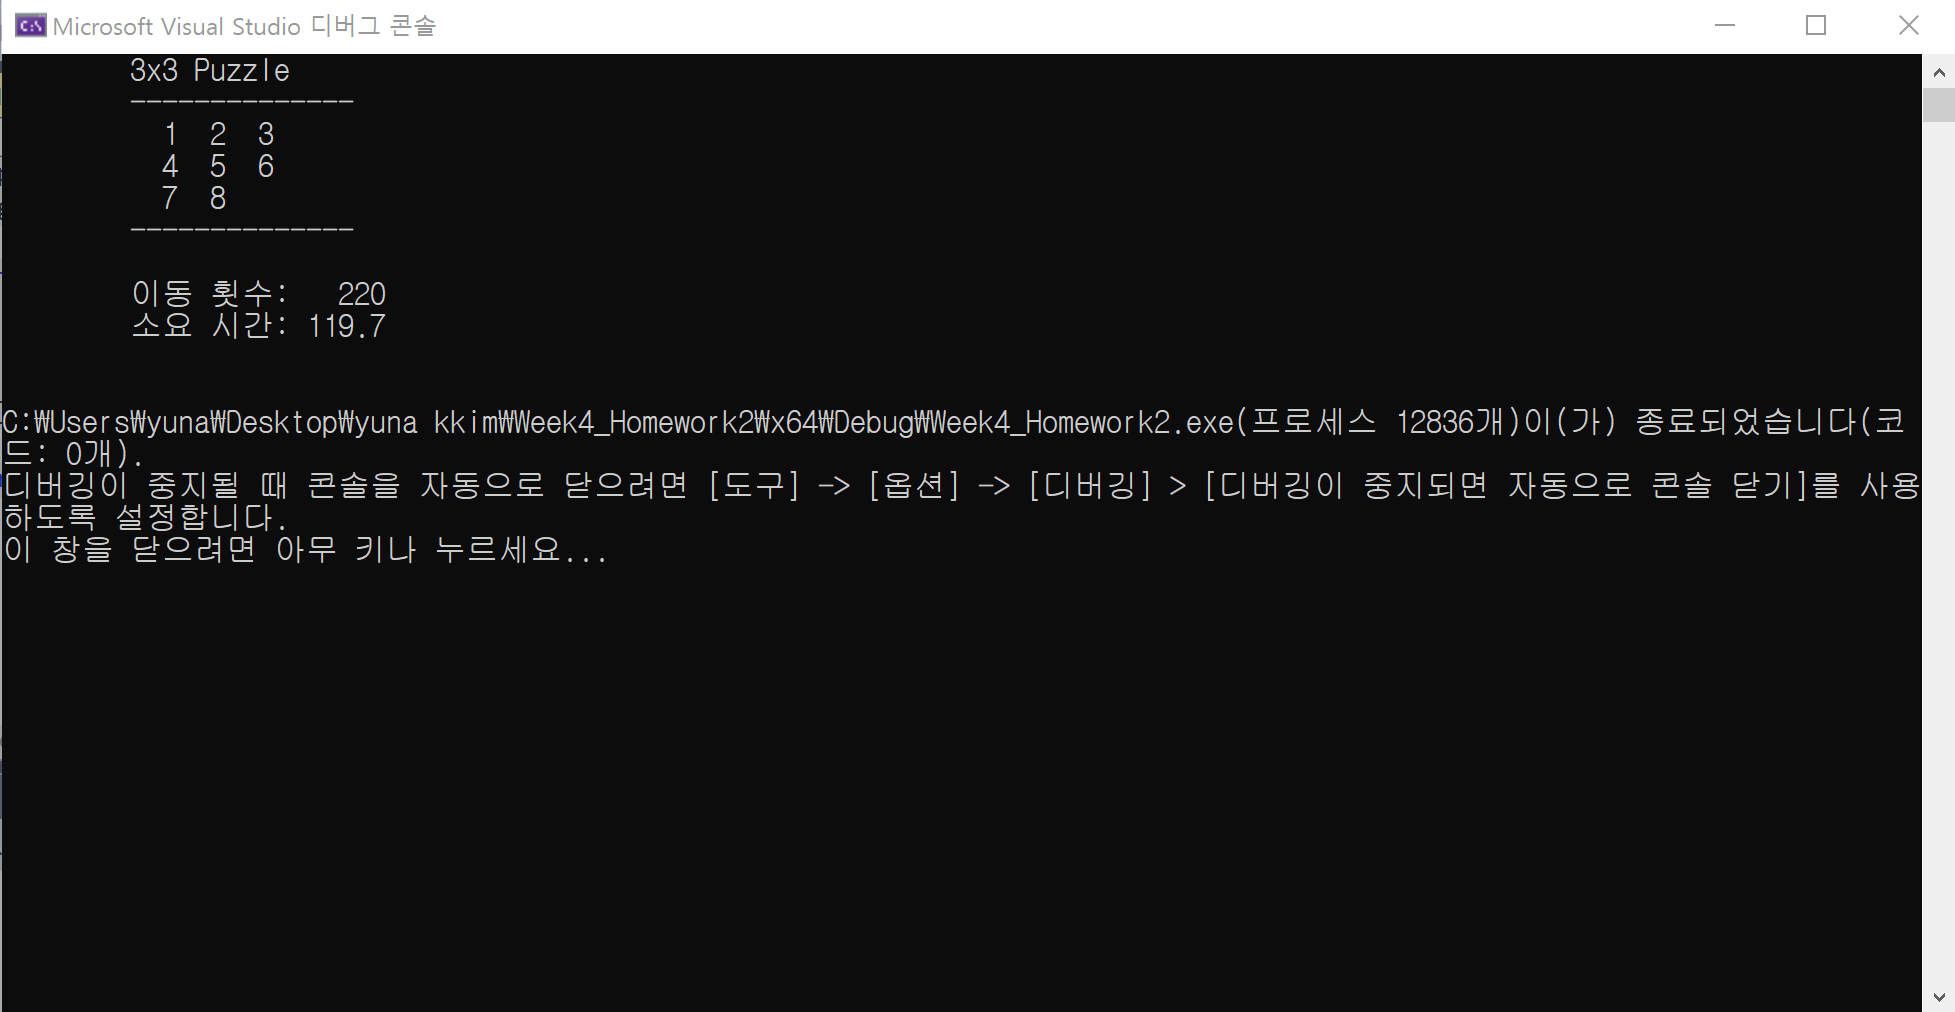 Microsoft Visual Studio 디버그 콘솔
3x3 Puzzle
--------------
1 2 3
4 5 6
7 8
--------------
이동 횟수: 220
소요 시간: 119.7
C:₩Users₩yuna₩Desktop₩yuna kkim₩Week4_Homework2₩x64₩Debug₩Week4_Homework2.exe(프로세스 12836개)이(가) 종료되었습니다(코
드: 0개).
디버깅이 중지될 때 콘솔을 자동으로 닫으려면 [도구] -> [옵션] -> [디버깅] > [디버깅이 중지되면 자동으로 콘솔 닫기]를 사용
하도록 설정합니다.
이 창을 닫으려면 아무 키나 누르세요...